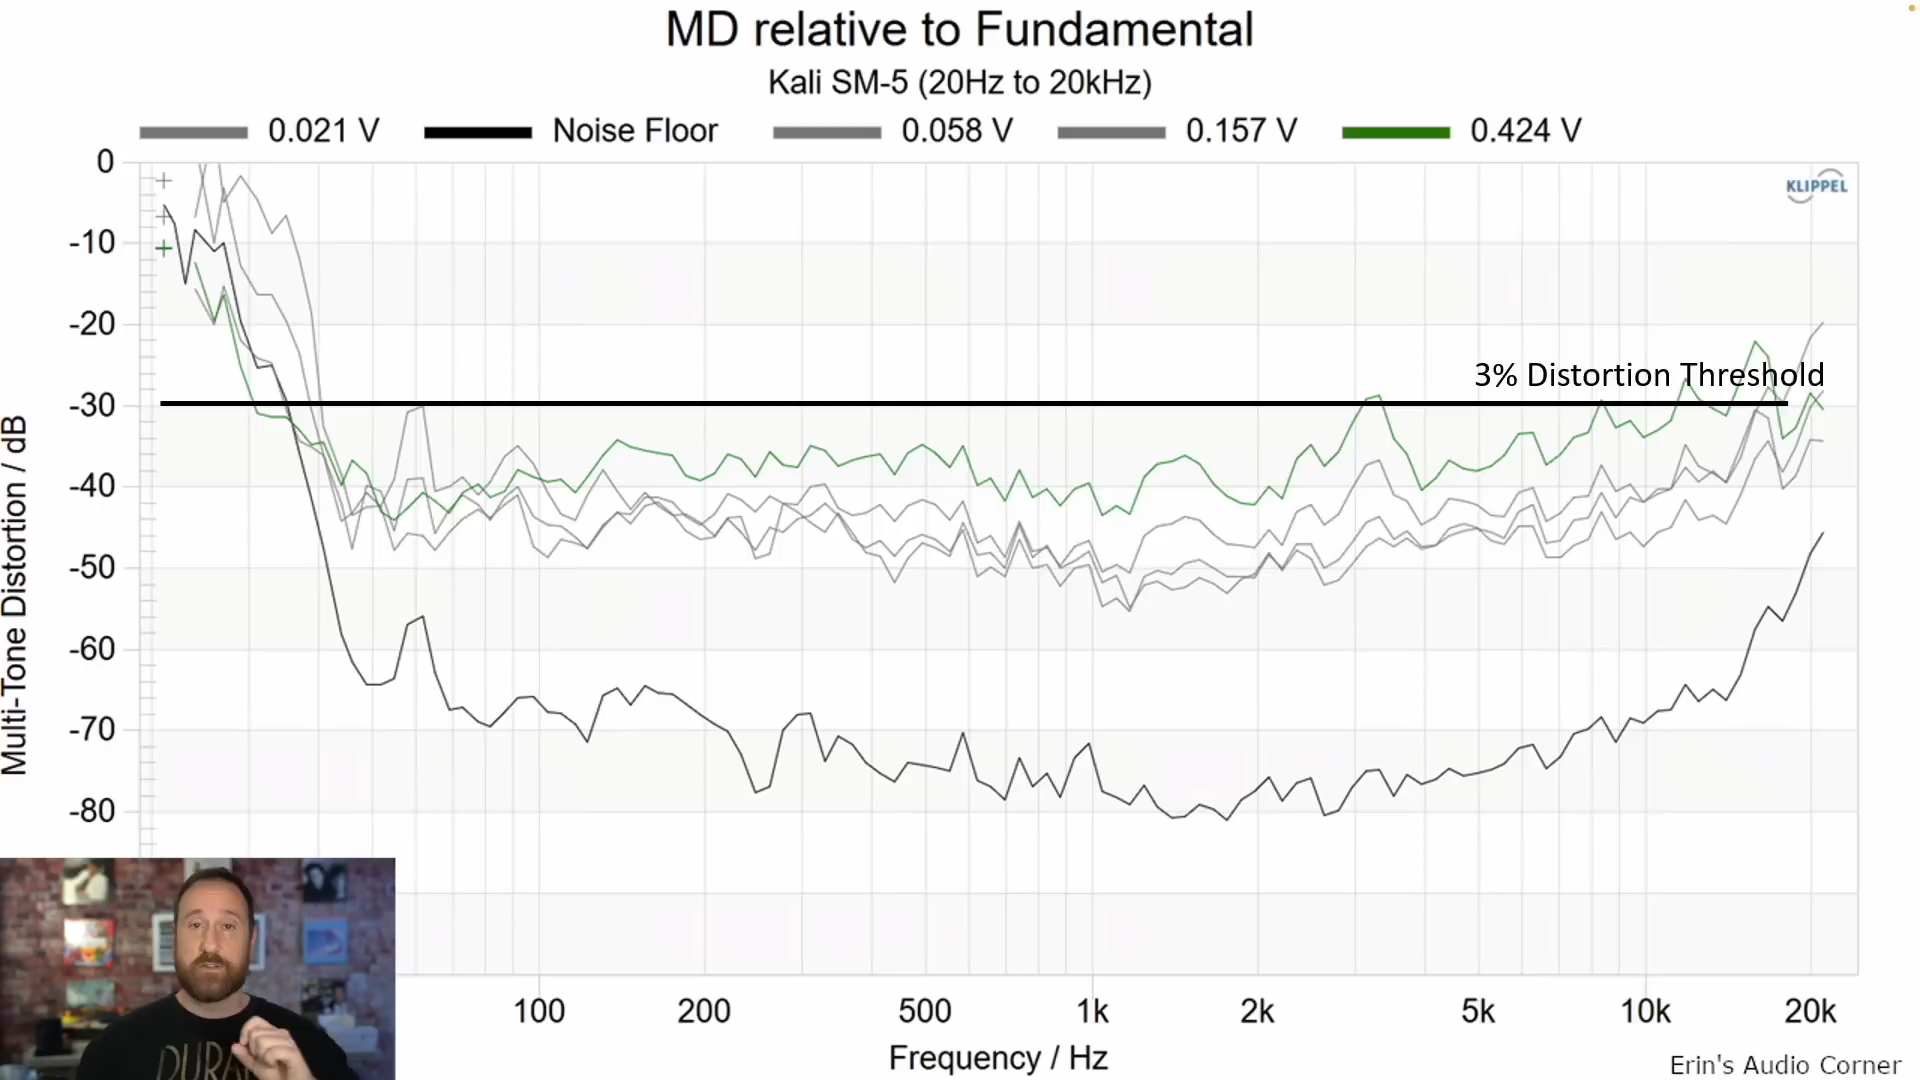 MD relative to Fundamental
Kali SM-5 (20Hz to 20kHz)
0.021 V Noise Floor 0.058 V 0.157 V 0.424 V
KLIPPEL
3% Distortion Threshold
Multi-Tone Distortion / dB
0
-10
-20
-30
-40
-50
-60
-70
-80
100 200 500 1k 2k 5k 10k 20k
Frequency / Hz
Erin's Audio Corner